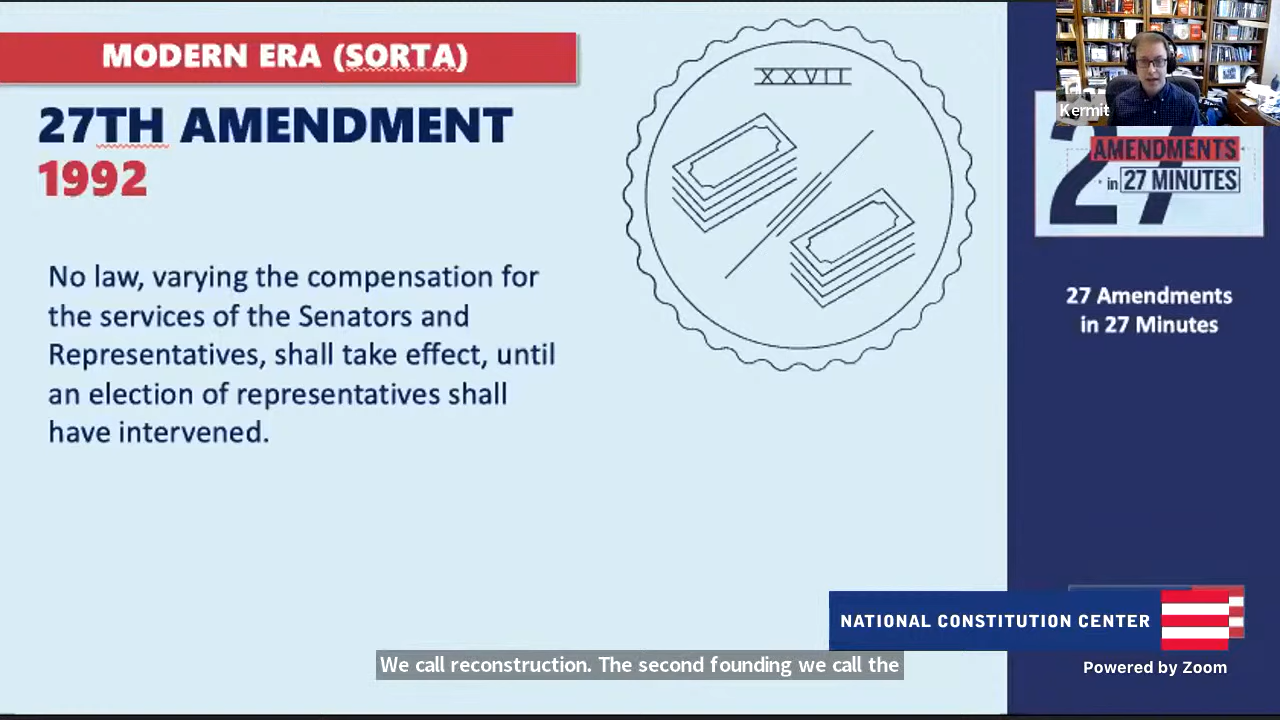 MODERN ERA (SORTA)
27TH AMENDMENT
1992
No law, varying the compensation for
the services of the Senators and
Representatives, shall take effect, until
an election of representatives shall
have intervened.
XXVII
Kermit
27
AMENDMENTS
in 27 MINUTES
27 Amendments
in 27 Minutes
NATIONAL CONSTITUTION CENTER
We call reconstruction. The second founding we call the
Powered by Zoom